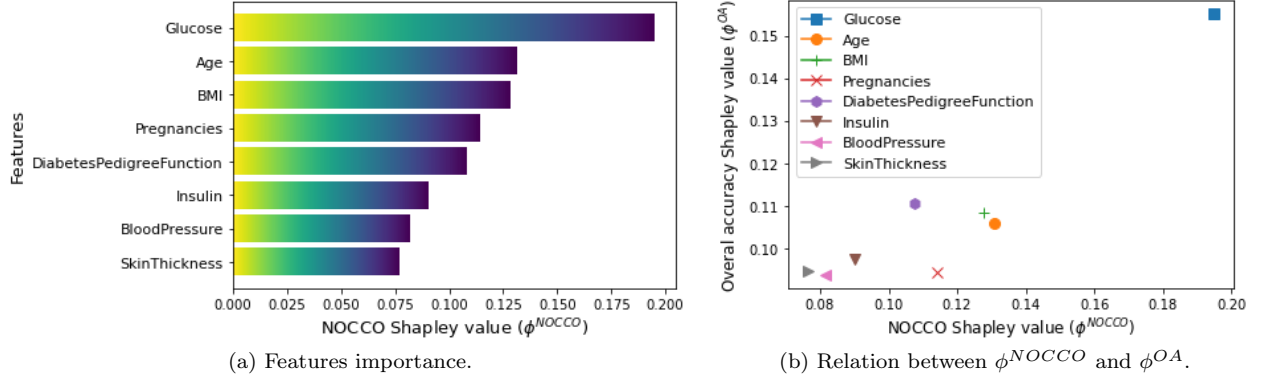 Features
Glucose
Age
BMI
Pregnancies
DiabetesPedigreeFunction
Insulin
BloodPressure
SkinThickness
0.000 0.025 0.050 0.075 0.100 0.125 0.150 0.175 0.200
NOCCO Shapley value (ϕ^NOCCO)
(a) Features importance.
Overal accuracy Shapley value (ϕ^OA)
0.15
0.14
0.13
0.12
0.11
0.10
Glucose
Age
BMI
Pregnancies
DiabetesPedigreeFunction
Insulin
BloodPressure
SkinThickness
0.08 0.10 0.12 0.14 0.16 0.18 0.20
NOCCO Shapley value (ϕ^NOCCO)
(b) Relation between ϕ^NOCCO and ϕ^OA.